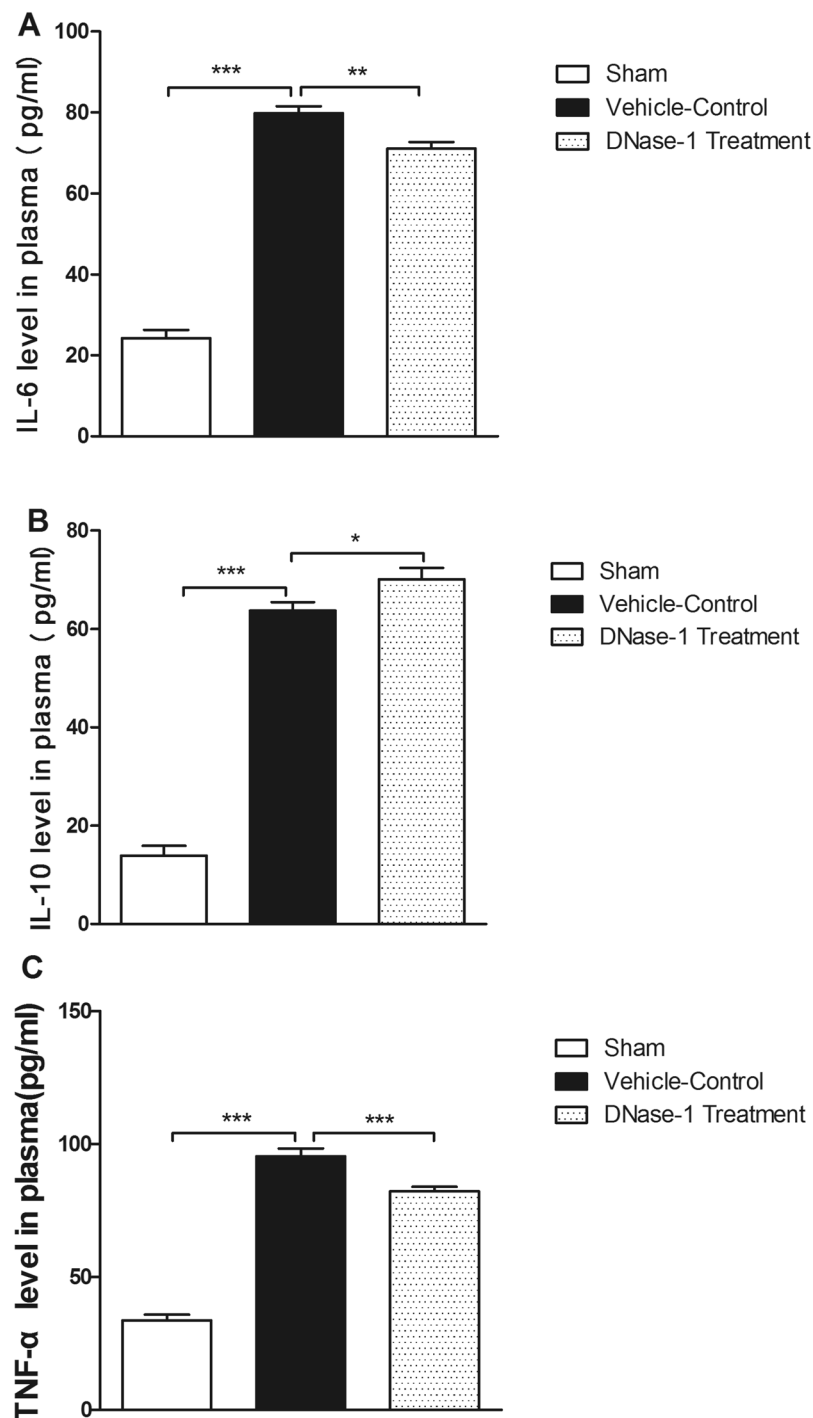 A
IL-6 level in plasma ( pg/ml)
100
80
60
40
20
0
***
**
Sham
Vehicle-Control
DNase-1 Treatment
B
IL-10 level in plasma ( pg/ml)
80
60
40
20
0
***
*
Sham
Vehicle-Control
DNase-1 Treatment
C
TNF-α level in plasma(pg/ml)
150
100
50
0
***
***
Sham
Vehicle-Control
DNase-1 Treatment